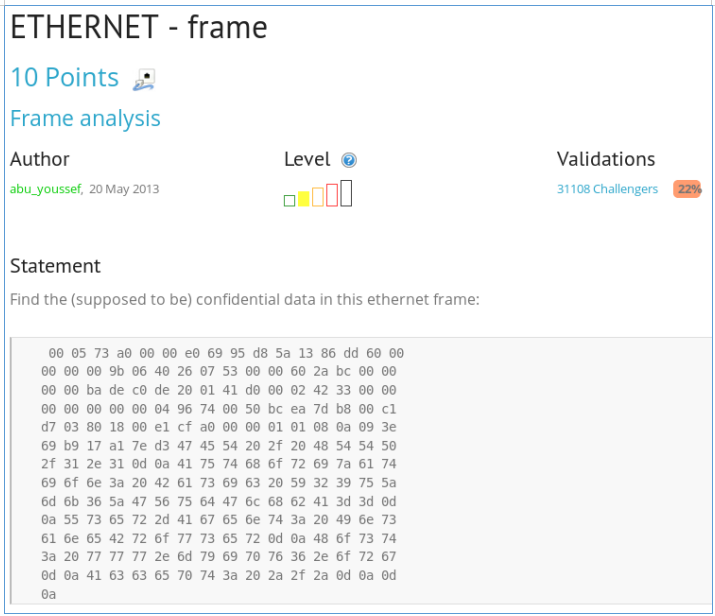 ETHERNET - frame
10 Points
Frame analysis
Author
Level
Validations
abu_youssef, 20 May 2013
31108 Challengers 22%
Statement
Find the (supposed to be) confidential data in this ethernet frame:
00 05 73 a0 00 00 e0 69 95 d8 5a 13 86 dd 60 00
00 00 00 9b 06 40 26 07 53 00 00 60 2a bc 00 00
00 00 ba de c0 de 20 01 41 d0 00 02 42 33 00 00
00 00 00 00 00 04 96 74 00 50 bc ea 7d b8 00 c1
d7 03 80 18 00 e1 cf a0 00 00 01 01 08 0a 09 3e
69 b9 17 a1 7e d3 47 45 54 20 2f 20 48 54 54 50
2f 31 2e 31 0d 0a 41 75 74 68 6f 72 69 7a 61 74
69 6f 6e 3a 20 42 61 73 69 63 20 59 32 39 75 5a
6d 6b 36 5a 47 56 75 64 47 6c 68 62 41 3d 3d 0d
0a 55 73 65 72 2d 41 67 65 6e 74 3a 20 49 6e 73
61 6e 65 42 72 6f 77 73 65 72 0d 0a 48 6f 73 74
3a 20 77 77 77 2e 6d 79 69 70 76 36 2e 6f 72 67
0d 0a 41 63 63 65 70 74 3a 20 2a 2f 2a 0d 0a 0d
0a